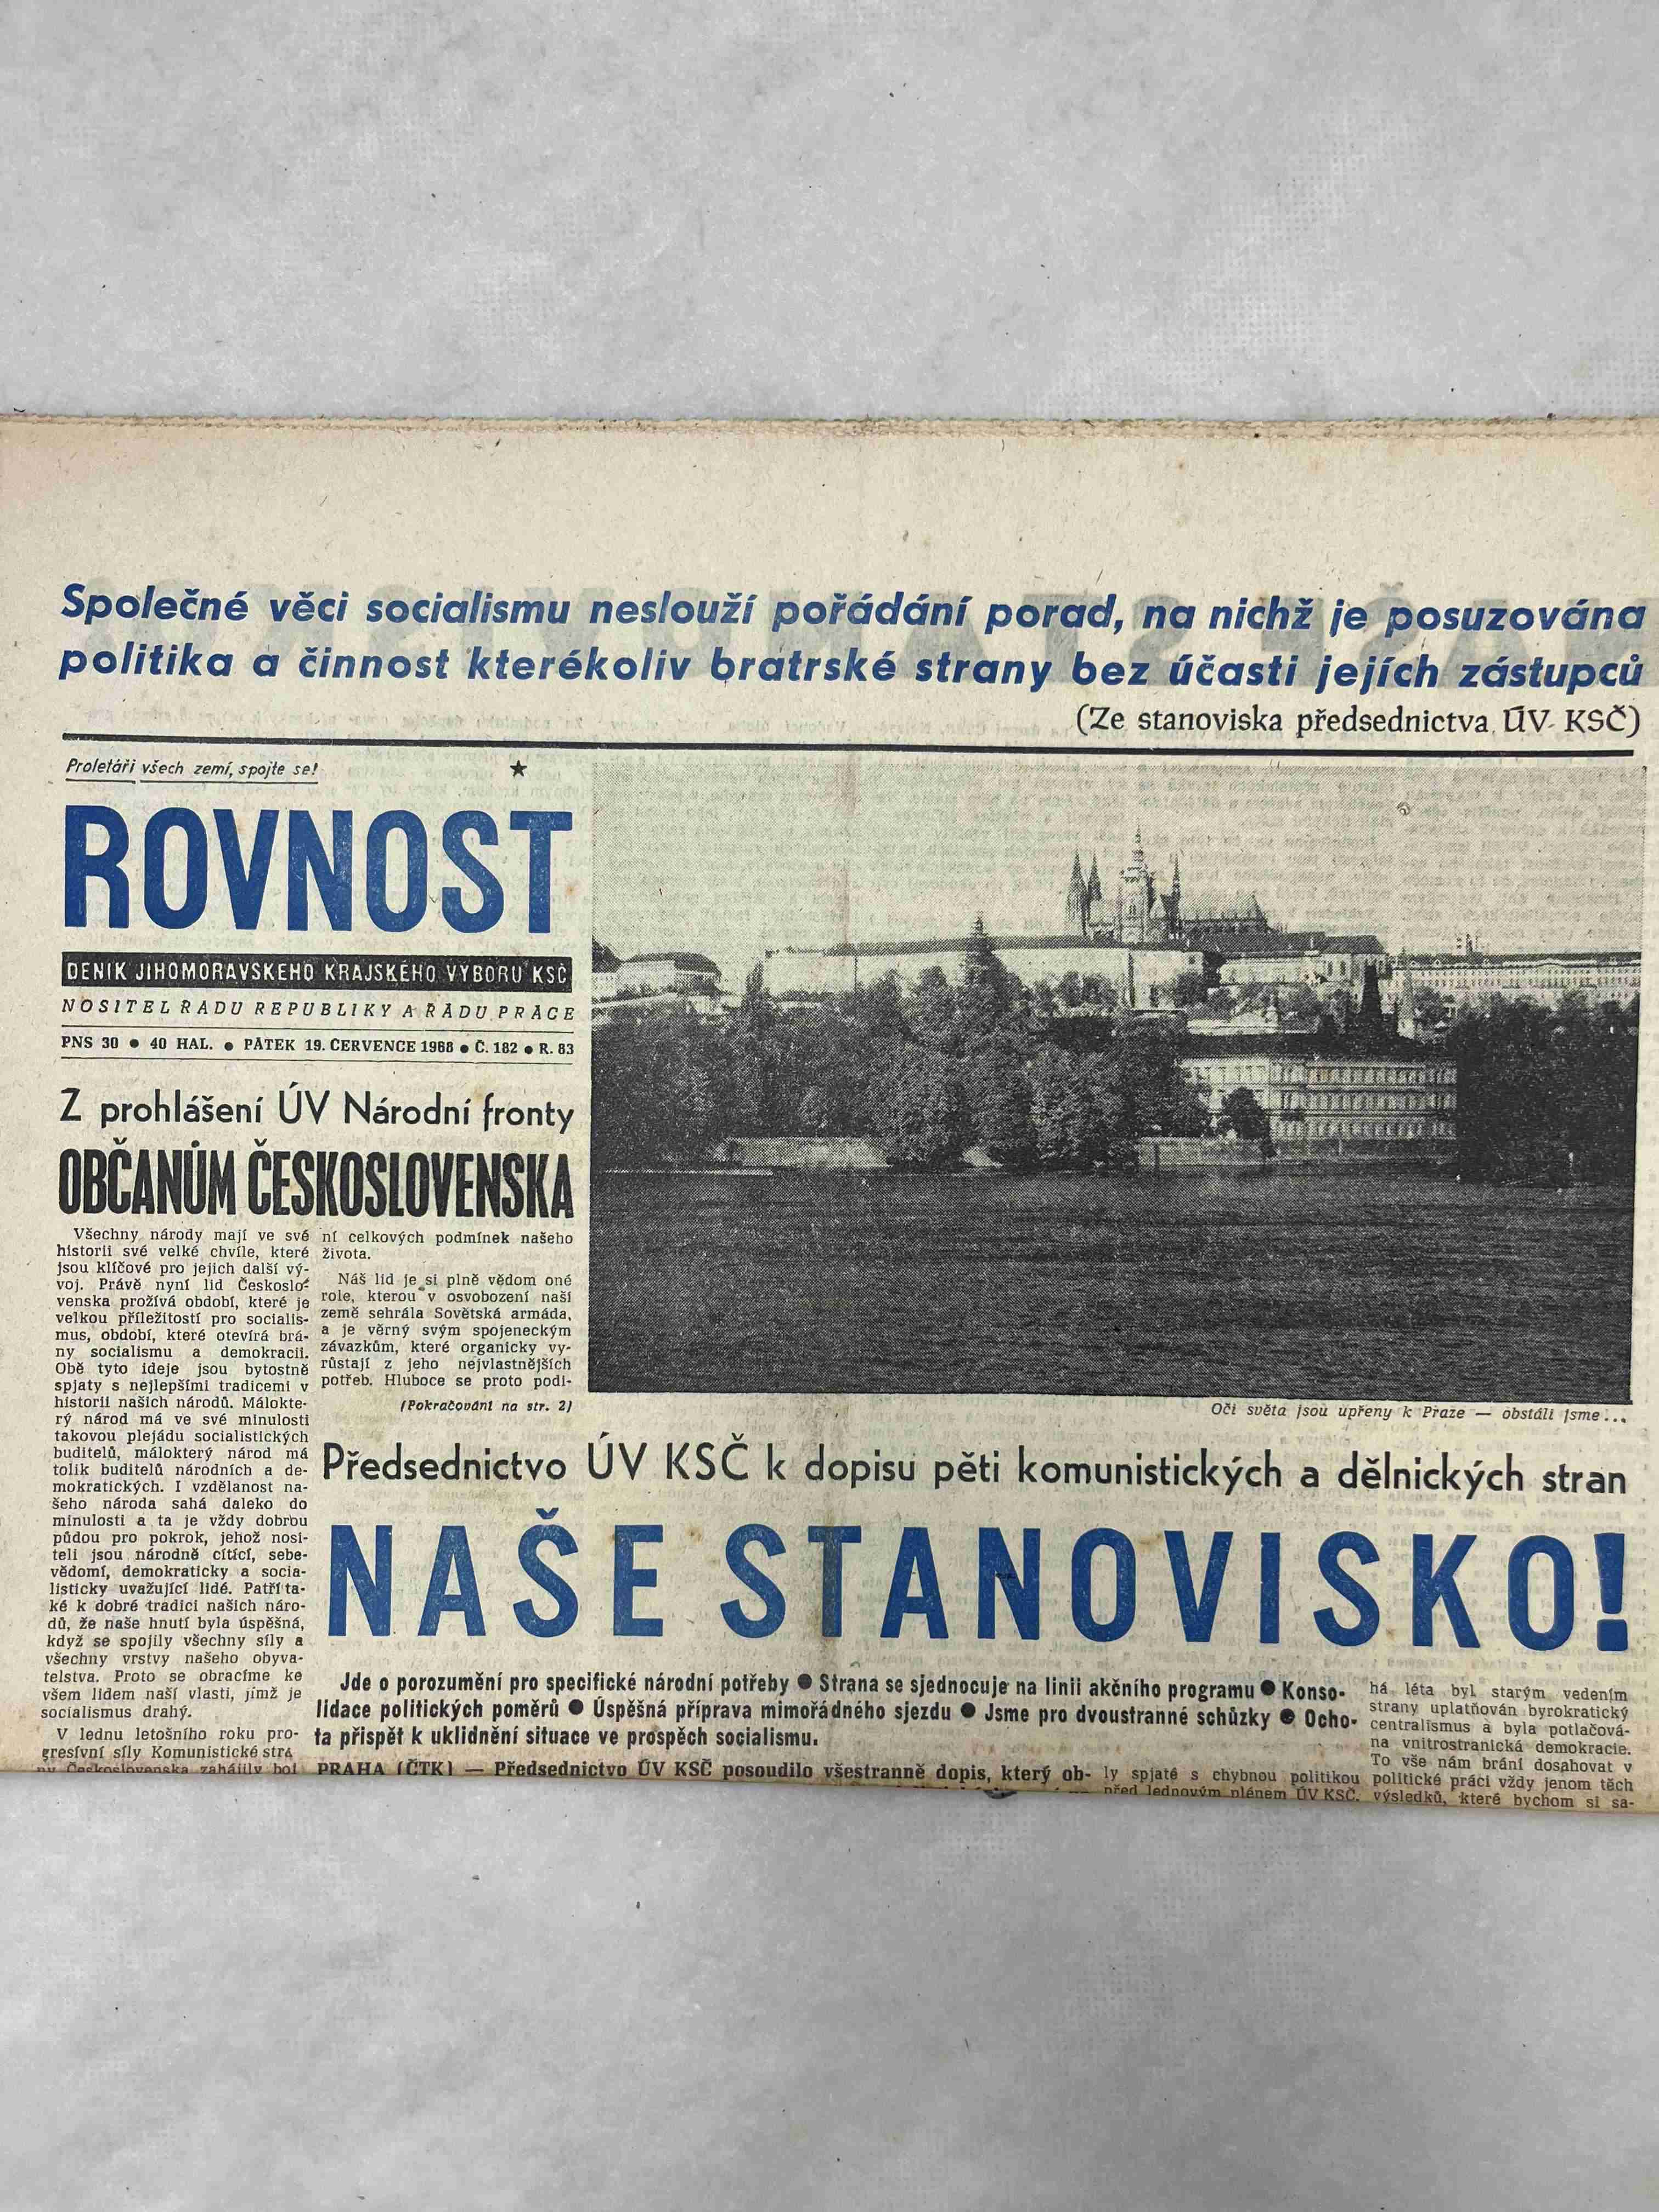 Společné věci socialismu neslouží pořádání porad, na nichž je posuzována
politika a činnost kterékoliv bratrské strany bez účasti jejích zástupců
(Ze stanoviska předsednictva ÚV KSČ)
Proletáři všech zemí, spojte se!
ROVNOST
DENÍK JIHOMORAVSKÉHO KRAJSKÉHO VÝBORU KSČ
NOSITEL ŘÁDU REPUBLIKY A ŘÁDU PRÁCE
PNS 30 ● 40 HAL. ● PÁTEK 19. ČERVENCE 1968 ● Č. 182 ● R. 83
Z prohlášení ÚV Národní fronty
OBČANŮM ČESKOSLOVENSKA
Všechny národy mají ve své
historii své velké chvíle, které
jsou klíčové pro jejich další vý-
voj. Právě nyní lid Českoslo-
venska prožívá období, které je
velkou příležitostí pro socialis-
mus, období, které otevírá brá-
ny socialismu a demokracii.
Obě tyto ideje jsou bytostně
spjaty s nejlepšími tradicemi v
historii našich národů. Málokte-
rý národ má ve své minulosti
takovou plejádu socialistických
buditelů, málokterý národ má
tolik buditelů národních a de-
mokratických. I vzdělanost na-
šeho národa sahá daleko do
minulosti a ta je vždy dobrou
půdou pro pokrok, jehož nosi-
teli jsou národně cítící, sebe-
vědomí, demokraticky a socia-
listicky uvažující lidé. Patří ta-
ké k dobré tradici našich náro-
dů, že naše hnutí byla úspěšná,
když se spojily všechny síly a
všechny vrstvy našeho obyva-
telstva. Proto se obracíme ke
všem lidem naší vlasti, jimž je
socialismus drahý.
V lednu letošního roku pro-
gresívní síly Komunistické stra
ny Československa zahájily boj
ní celkových podmínek našeho
života.
Náš lid je si plně vědom oné
role, kterou v osvobození naší
země sehrála Sovětská armáda,
a je věrný svým spojeneckým
závazkům, které organicky vy-
růstají z jeho nejvlastnějších
potřeb. Hluboce se proto podi-
(Pokračování na str. 2)
Oči světa jsou upřeny k Praze — obstáli jsme...
Předsednictvo ÚV KSČ k dopisu pěti komunistických a dělnických stran
NAŠE STANOVISKO!
Jde o porozumění pro specifické národní potřeby ● Strana se sjednocuje na linii akčního programu ● Konso-
lidace politických poměrů ● Úspěšná příprava mimořádného sjezdu ● Jsme pro dvoustranné schůzky ● Ocho-
ta přispět k uklidnění situace ve prospěch socialismu.
PRAHA (ČTK) — Předsednictvo ÚV KSČ posoudilo všestranně dopis, který ob-
ly spjaté s chybnou politikou
před lednovým plénem ÚV KSČ.
há léta byl starým vedením
strany uplatňován byrokratický
centralismus a byla potlačová-
na vnitrostranická demokracie.
To vše nám brání dosahovat v
politické práci vždy jenom těch
výsledků, které bychom si sa-